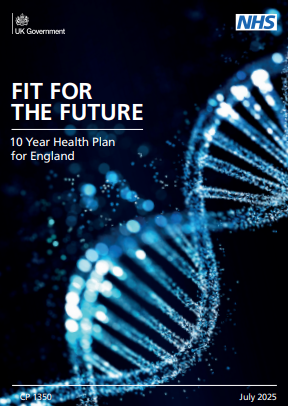 UK Government
NHS
FIT FOR
THE FUTURE
10 Year Health Plan
for England
CP 1350
July 2025